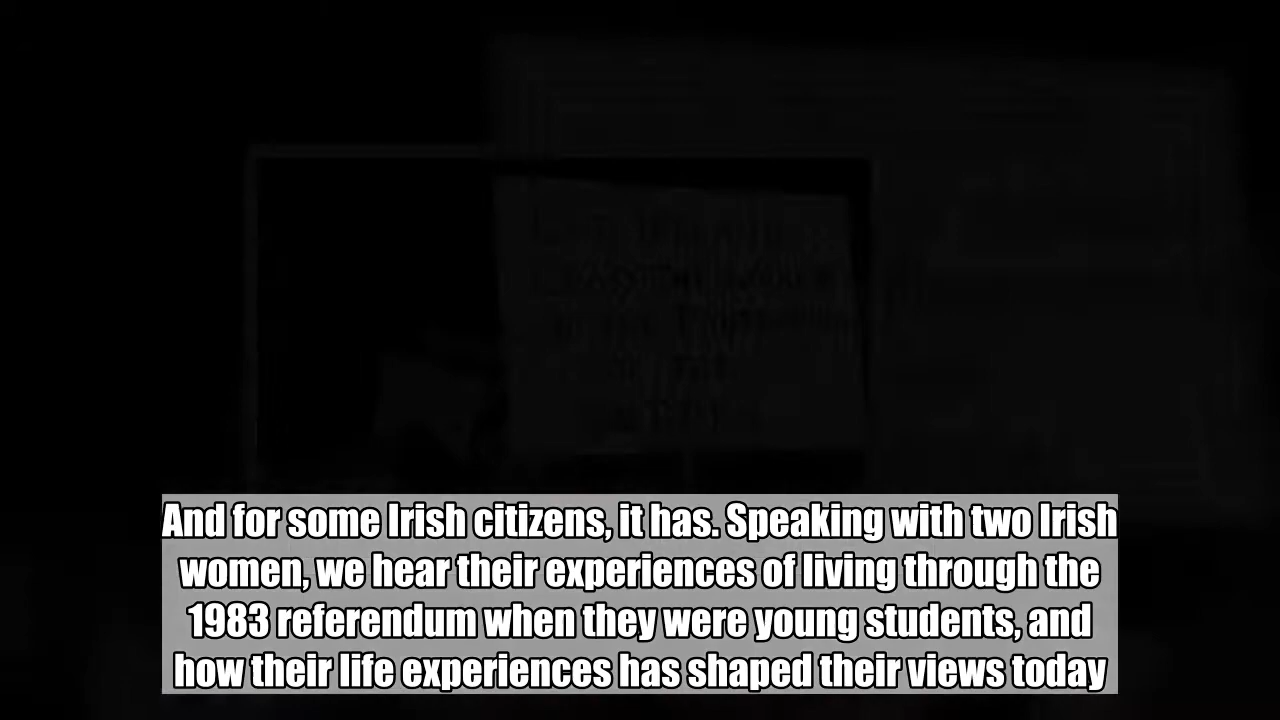 And for some Irish citizens, it has. Speaking with two Irish
women, we hear their experiences of living through the
1983 referendum when they were young students, and
how their life experiences has shaped their views today